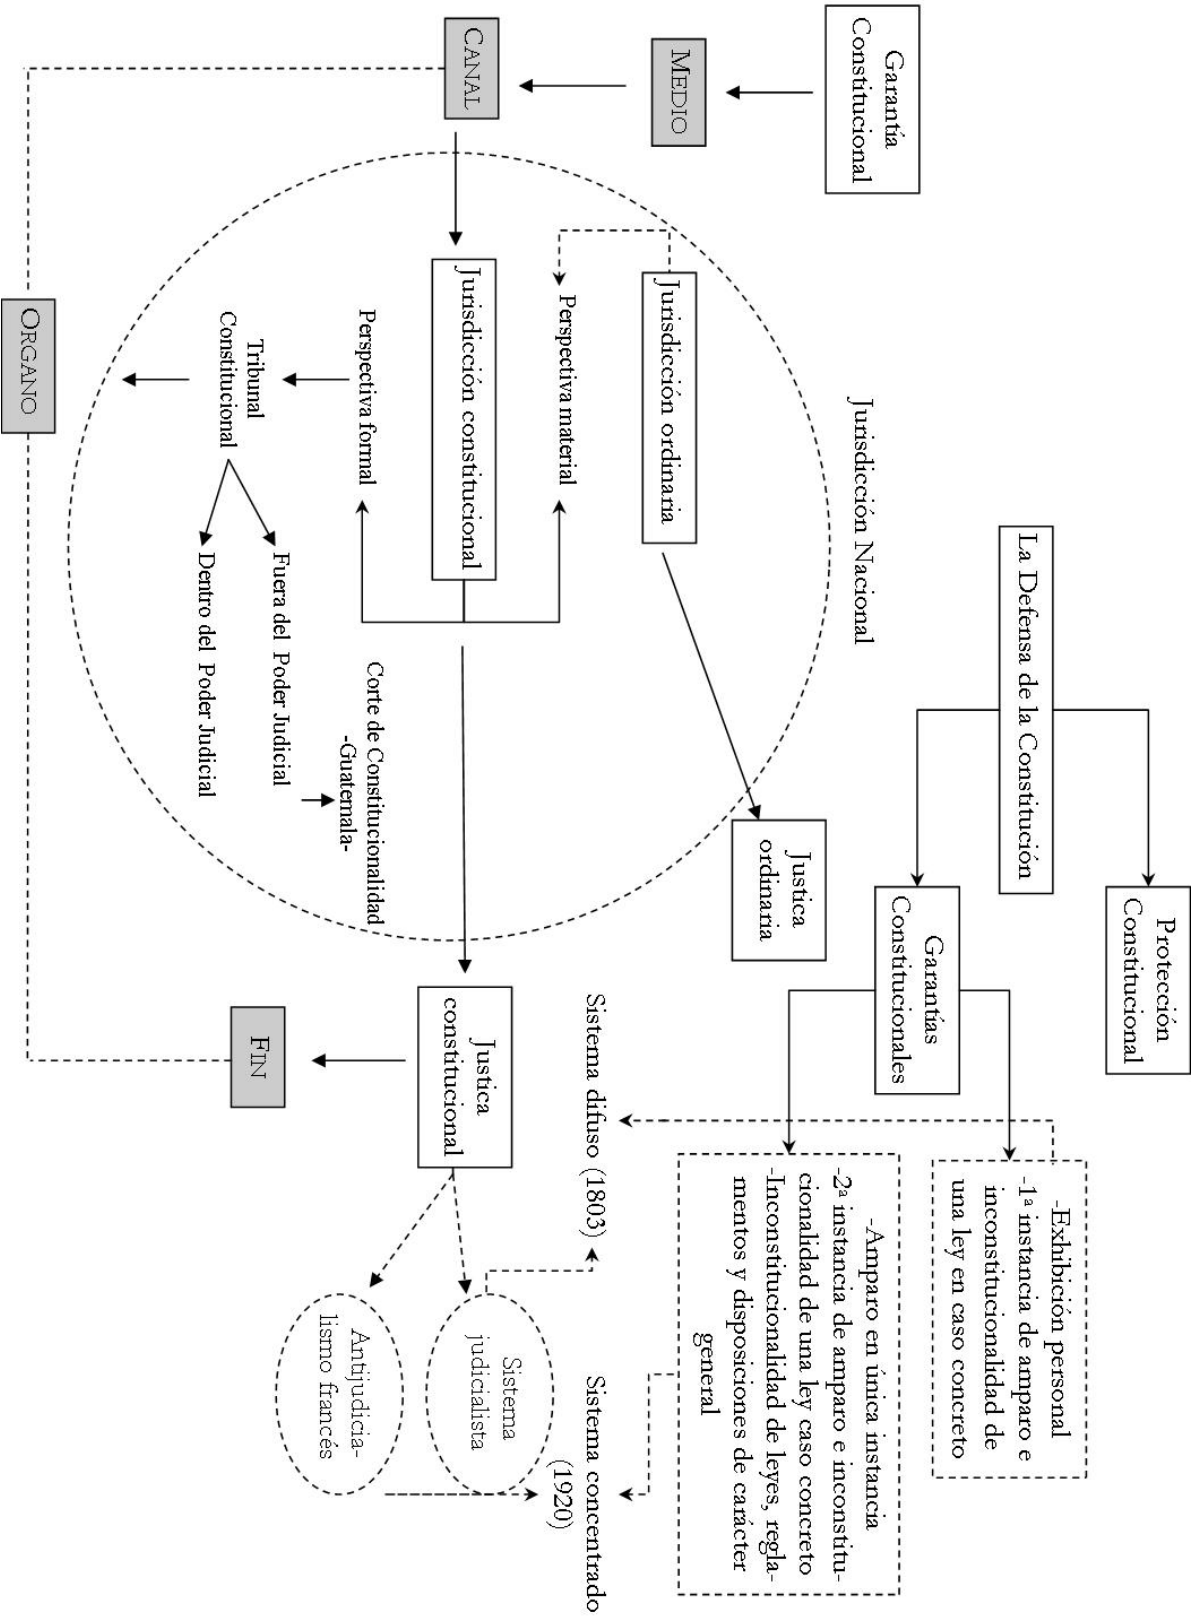 La Defensa de la Constitución
Protección
Constitucional
Garantías
Constitucionales
-Exhibición personal
-1ª instancia de amparo e
inconstitucionalidad de
una ley en caso concreto
-Amparo en única instancia
-2ª instancia de amparo e inconstitu-
cionalidad de una ley caso concreto
-Inconstitucionalidad de leyes, regla-
mentos y disposiciones de carácter
general
Garantía
Constitucional
MEDIO
CANAL
Jurisdicción Nacional
Jurisdicción ordinaria
Justica
ordinaria
Perspectiva material
Jurisdicción constitucional
Perspectiva formal
Tribunal
Constitucional
Fuera del Poder Judicial
Dentro del Poder Judicial
Corte de Constitucionalidad
-Guatemala-
ORGANO
Justica
constitucional
FIN
Sistema difuso (1803)
Sistema concentrado
(1920)
Sistema
judicialista
Antijudicia-
lismo francés